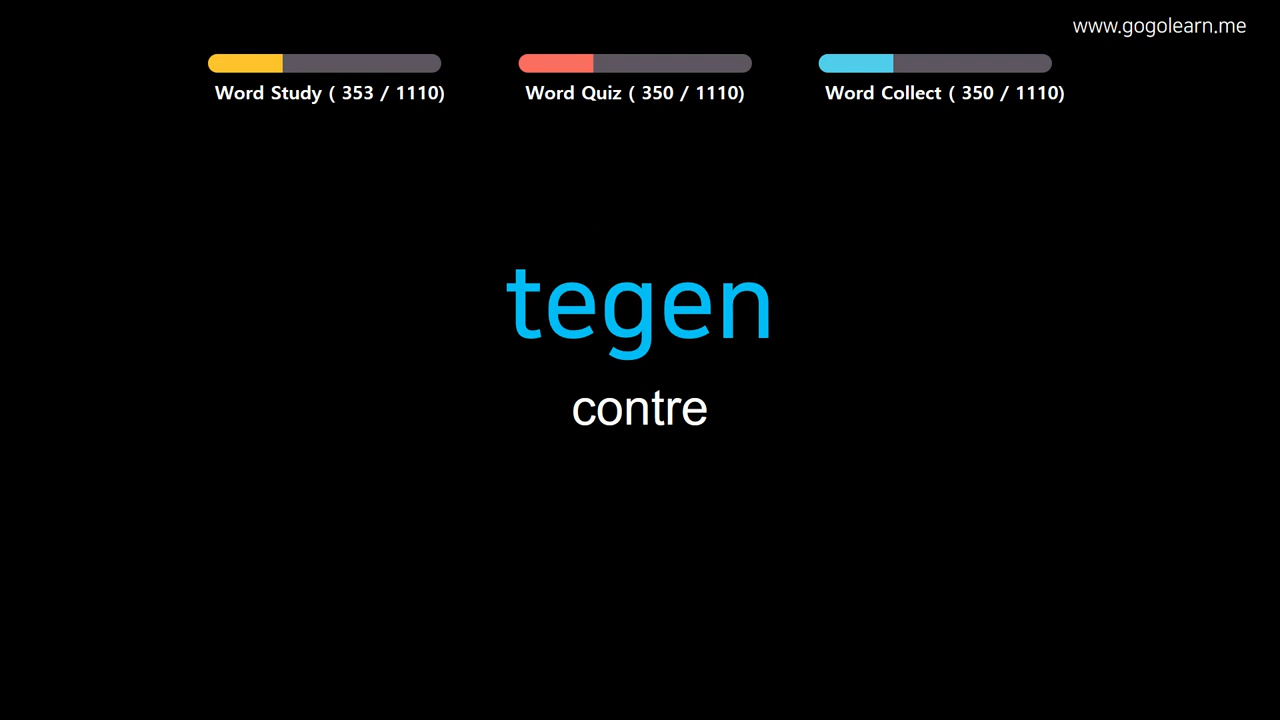 www.gogolearn.me
Word Study ( 353 / 1110)
Word Quiz ( 350 / 1110)
Word Collect ( 350 / 1110)
tegen
contre